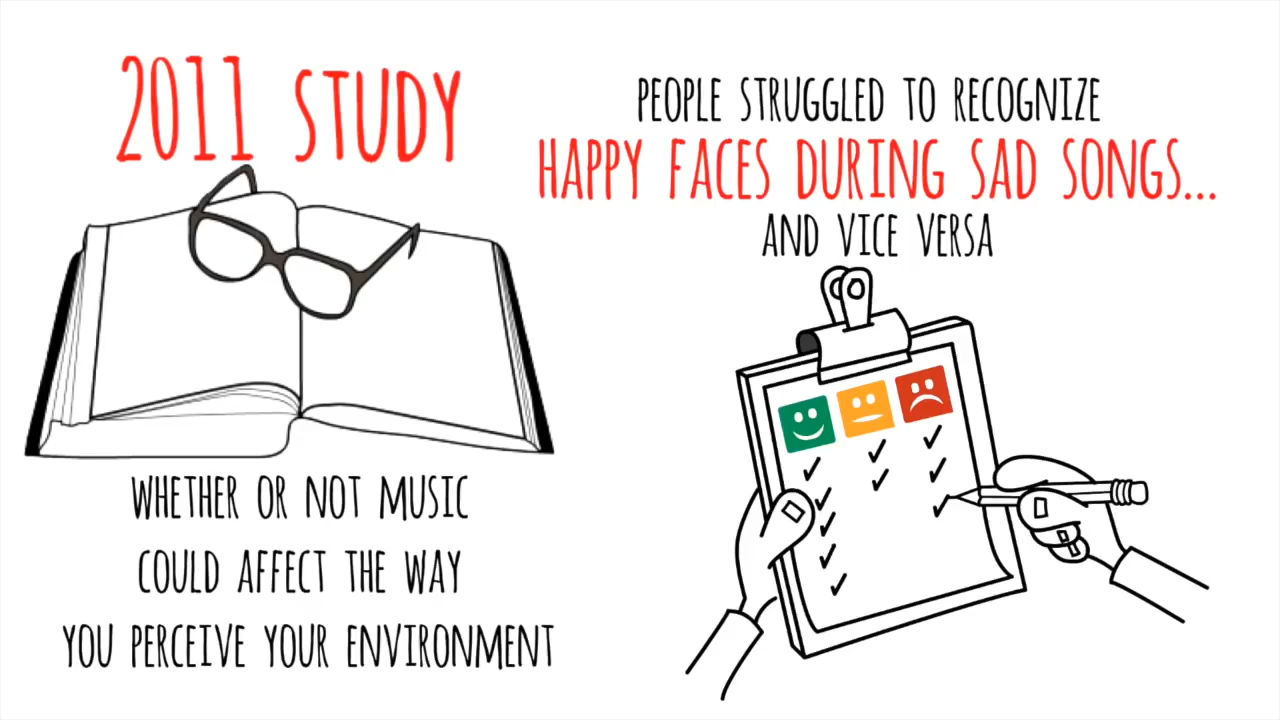 2011 STUDY
WHETHER OR NOT MUSIC
COULD AFFECT THE WAY
YOU PERCEIVE YOUR ENVIRONMENT
PEOPLE STRUGGLED TO RECOGNIZE
HAPPY FACES DURING SAD SONGS...
AND VICE VERSA